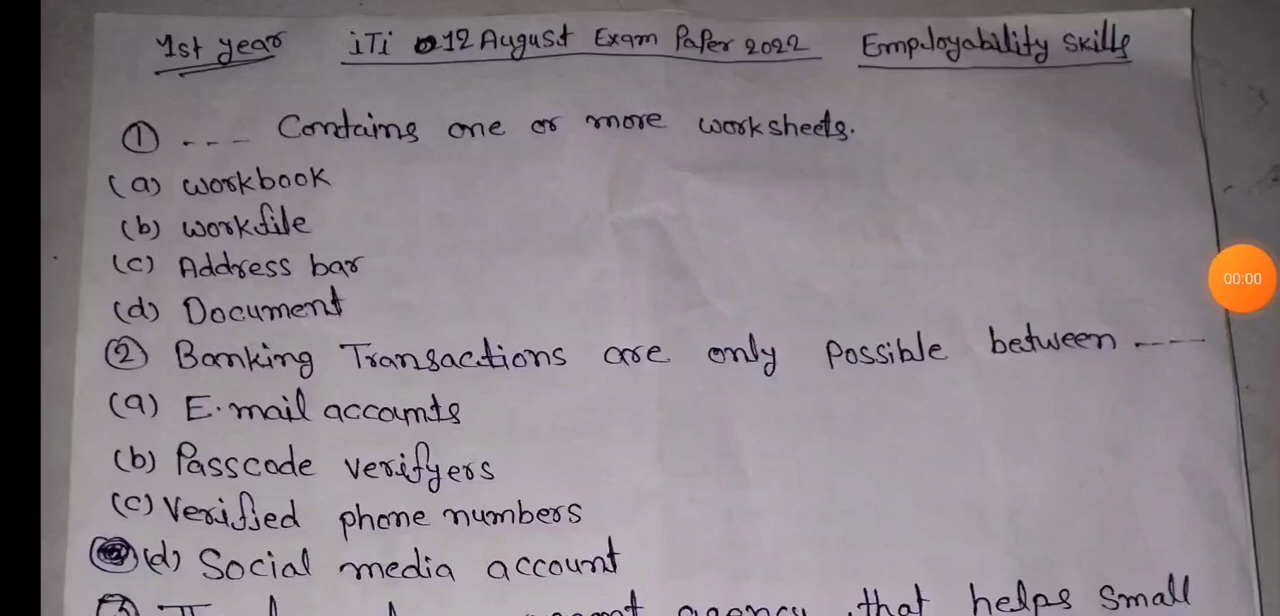 1st year iTi 12 August Exam Paper 2022 Employability skills
① --- Contains one or more worksheets.
(a) workbook
(b) workfile
(c) Address bar
(d) Document
② Banking Transactions are only possible between ---
(a) E.mail accounts
(b) Passcode verifyers
(c) Verified phone numbers
(d) Social media account
agency that helps small
00:00